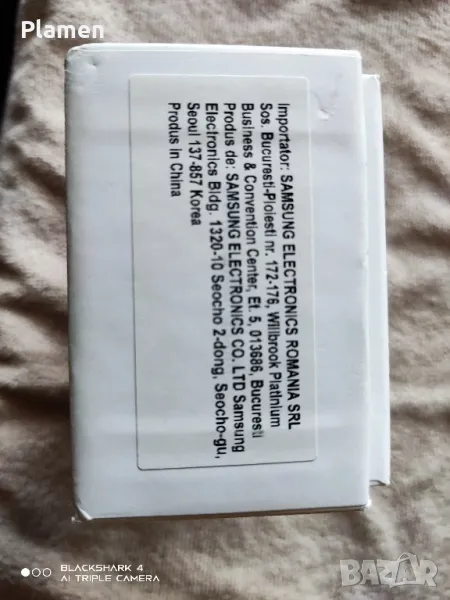 Plamen
Importator: SAMSUNG ELECTRONICS ROMANIA SRL
Sos. Bucuresti-Ploiesti nr. 172-176, Willbrook Platinium
Business & Convention Center, Et. 5, 013686, Bucuresti
Produs de: SAMSUNG ELECTRONICS CO. LTD Samsung
Electronics Bldg. 1320-10 Seocho 2-dong, Seocho-gu,
Seoul 137-857 Korea
Produs in China
BLACKSHARK 4
AI TRIPLE CAMERA
BAZAR